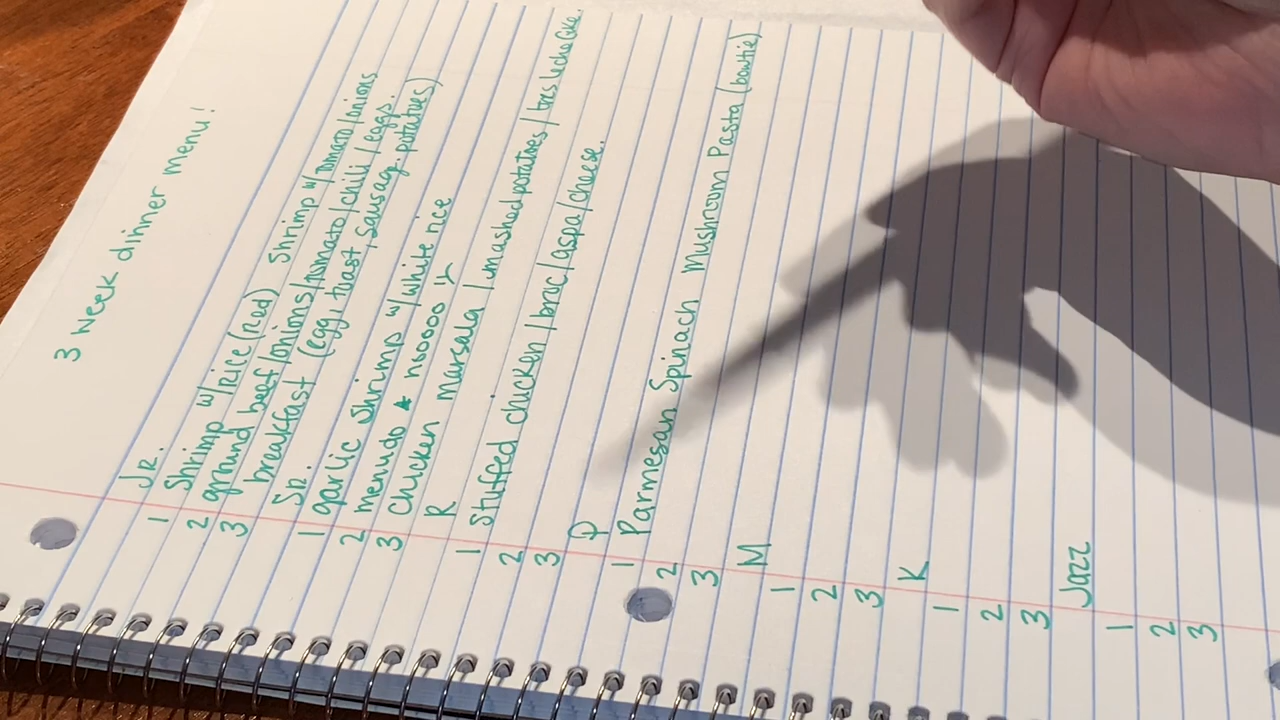 3 week dinner menu!
Jr.
1 Shrimp w/rice (red) Shrimp w/ tomato/onions
2 ground beef/onions/tomato/chili/eggs.
3 breakfast (egg, toast, sausag. potatoes)
Sr.
1 garlic shrimp w/white rice
2 menudo nooooo
3 Chicken marsala /mashed potatoes/tres leche cake.
R
1 Stuffed chicken/broc/aspa/cheese.
2
3
P
1 Parmesan Spinach Mushroom Pasta (bowtie)
2
3
M
1
2
3
K
1
2
3
Jazz
1
2
3